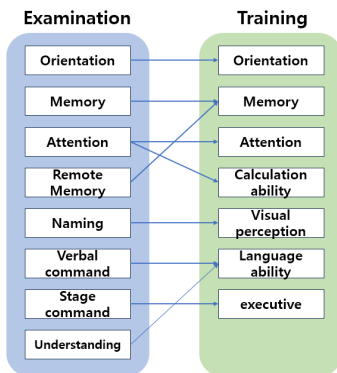 Examination
Training
Orientation
Orientation
Memory
Memory
Attention
Attention
Remote
Memory
Calculation
ability
Naming
Visual
perception
Verbal
command
Language
ability
Stage
command
executive
Understanding